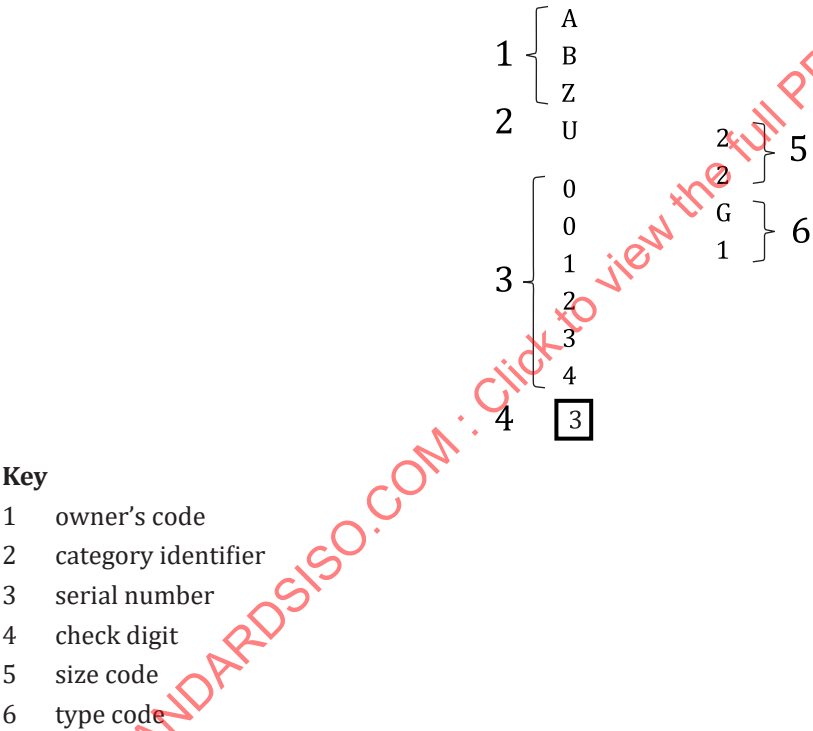 A
1 B
Z
2 U
2
2 5
0
G
0
1 6
1
3
2
3
4
4 3
Key
1 owner's code
2 category identifier
3 serial number
4 check digit
5 size code
6 type code
ANDARDSISO.COM : Click to view the full